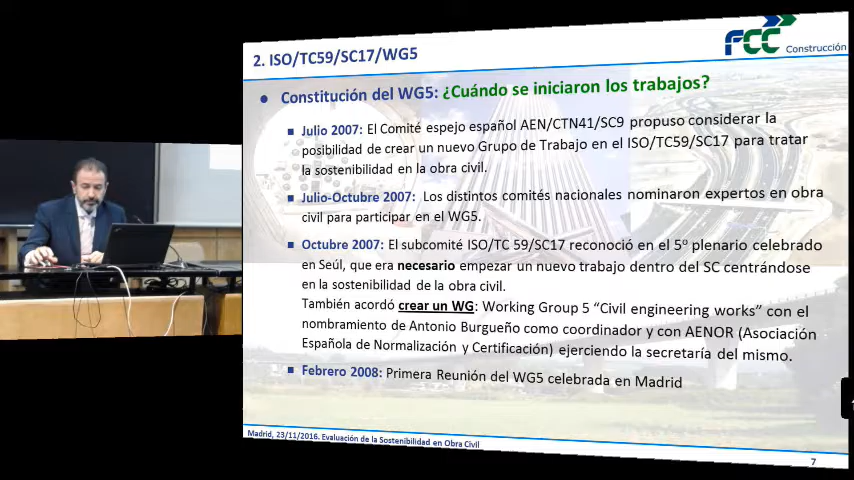 FCC
Construcción
2. ISO/TC59/SC17/WG5
Constitución del WG5: ¿Cuándo se iniciaron los trabajos?
Julio 2007: El Comité espejo español AEN/CTN41/SC9 propuso considerar la
posibilidad de crear un nuevo Grupo de Trabajo en el ISO/TC59/SC17 para tratar
la sostenibilidad en la obra civil.
Julio-Octubre 2007: Los distintos comités nacionales nominaron expertos en obra
civil para participar en el WG5.
Octubre 2007: El subcomité ISO/TC 59/SC17 reconoció en el 5º plenario celebrado
en Seúl, que era necesario empezar un nuevo trabajo dentro del SC centrándose
en la sostenibilidad de la obra civil.
También acordó crear un WG: Working Group 5 “Civil engineering works” con el
nombramiento de Antonio Burgueño como coordinador y con AENOR (Asociación
Española de Normalización y Certificación) ejerciendo la secretaría del mismo.
Febrero 2008: Primera Reunión del WG5 celebrada en Madrid
Madrid, 23/11/2016. Evaluación de la Sostenibilidad en Obra Civil
7